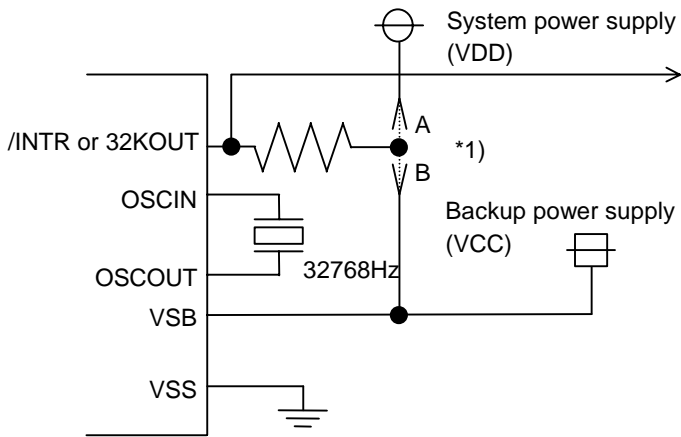 System power supply
(VDD)
/INTR or 32KOUT
A
*1)
B
OSCIN
Backup power supply
(VCC)
OSCOUT
32768Hz
VSB
VSS